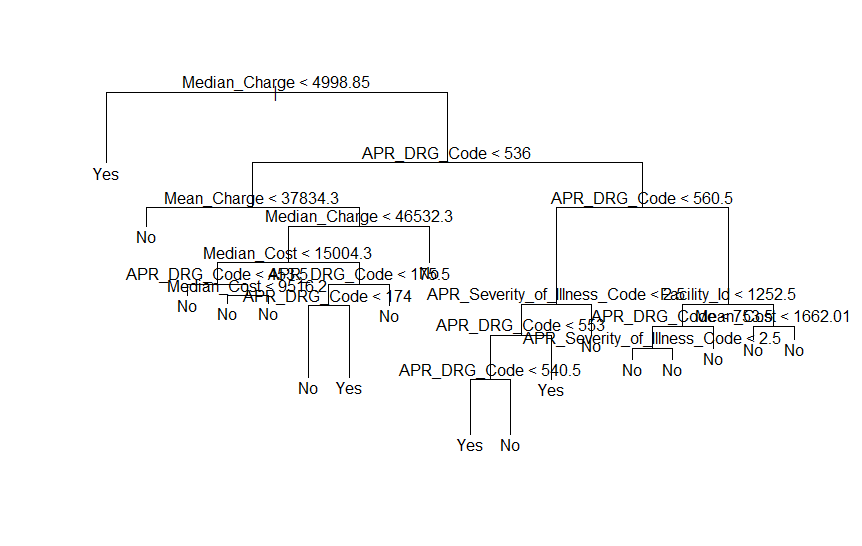 Median_Charge < 4998.85
Yes
APR_DRG_Code < 536
Mean_Charge < 37834.3
No
Median_Charge < 46532.3
Median_Cost < 15004.3
APR_DRG_Code < 453.5
No
Median_Cost < 9516.2
No
No
APR_DRG_Code < 175.5
APR_DRG_Code < 174
No
Yes
No
No
APR_DRG_Code < 560.5
APR_Severity_of_Illness_Code < 2.5
APR_DRG_Code < 553
APR_DRG_Code < 540.5
Yes
No
Yes
No
Facility_Id < 1252.5
APR_DRG_Code < 753.5
APR_Severity_of_Illness_Code < 2.5
No
No
No
Mean_Cost < 1662.01
No
No